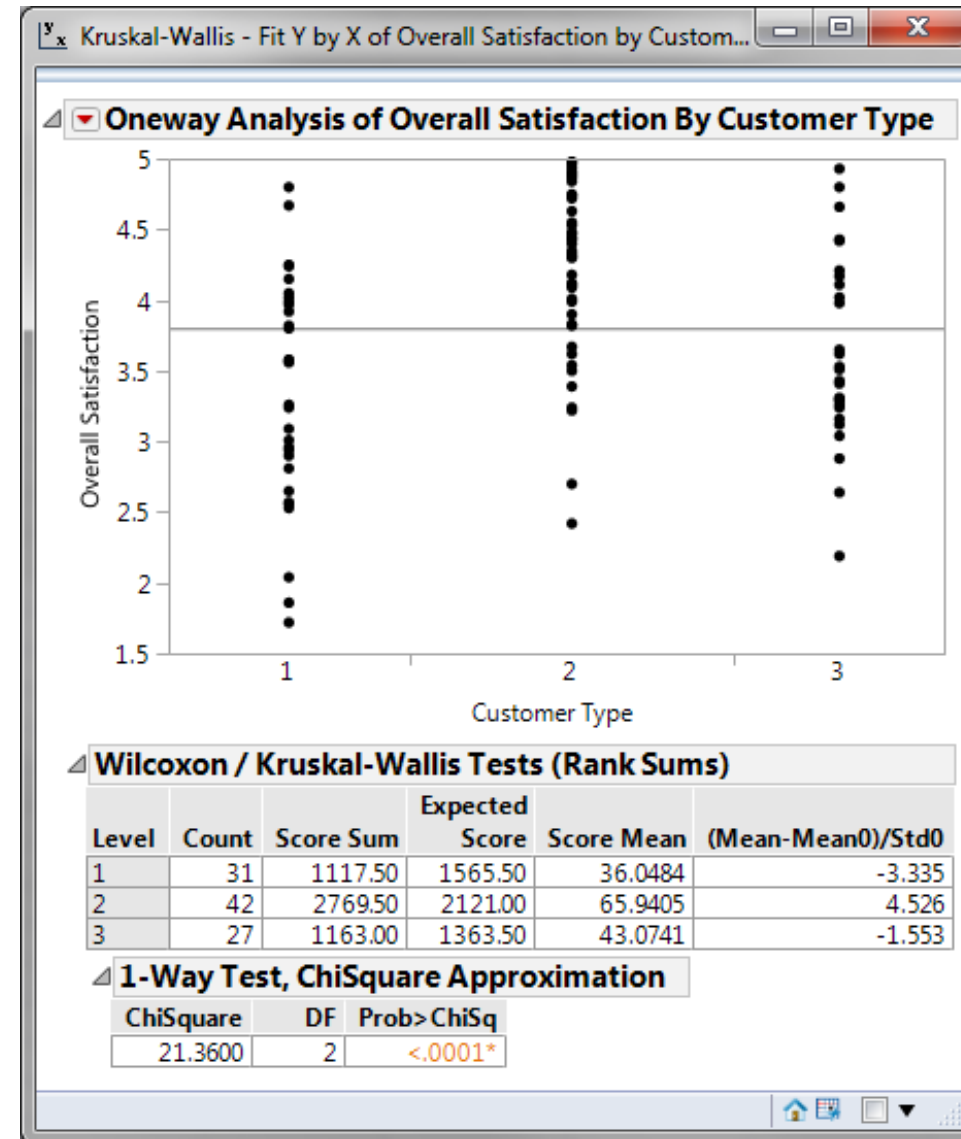 Kruskal-Wallis - Fit Y by X of Overall Satisfaction by Custom...
Oneway Analysis of Overall Satisfaction By Customer Type
5
4.5
4
3.5
3
2.5
2
1.5
Overall Satisfaction
1 2 3
Customer Type
Wilcoxon / Kruskal-Wallis Tests (Rank Sums)
Expected
Level Count Score Sum Score Score Mean (Mean-Mean0)/Std0
1 31 1117.50 1565.50 36.0484 -3.335
2 42 2769.50 2121.00 65.9405 4.526
3 27 1163.00 1363.50 43.0741 -1.553
1-Way Test, ChiSquare Approximation
ChiSquare DF Prob>ChiSq
21.3600 2 <.0001*